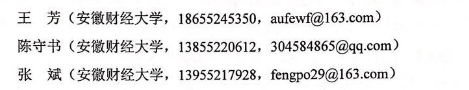 王　芳（安徽财经大学，18655245350，aufewf@163.com）
陈守书（安徽财经大学，13855220612，304584865@qq.com）
张　斌（安徽财经大学，13955217928，fengpo29@163.com）